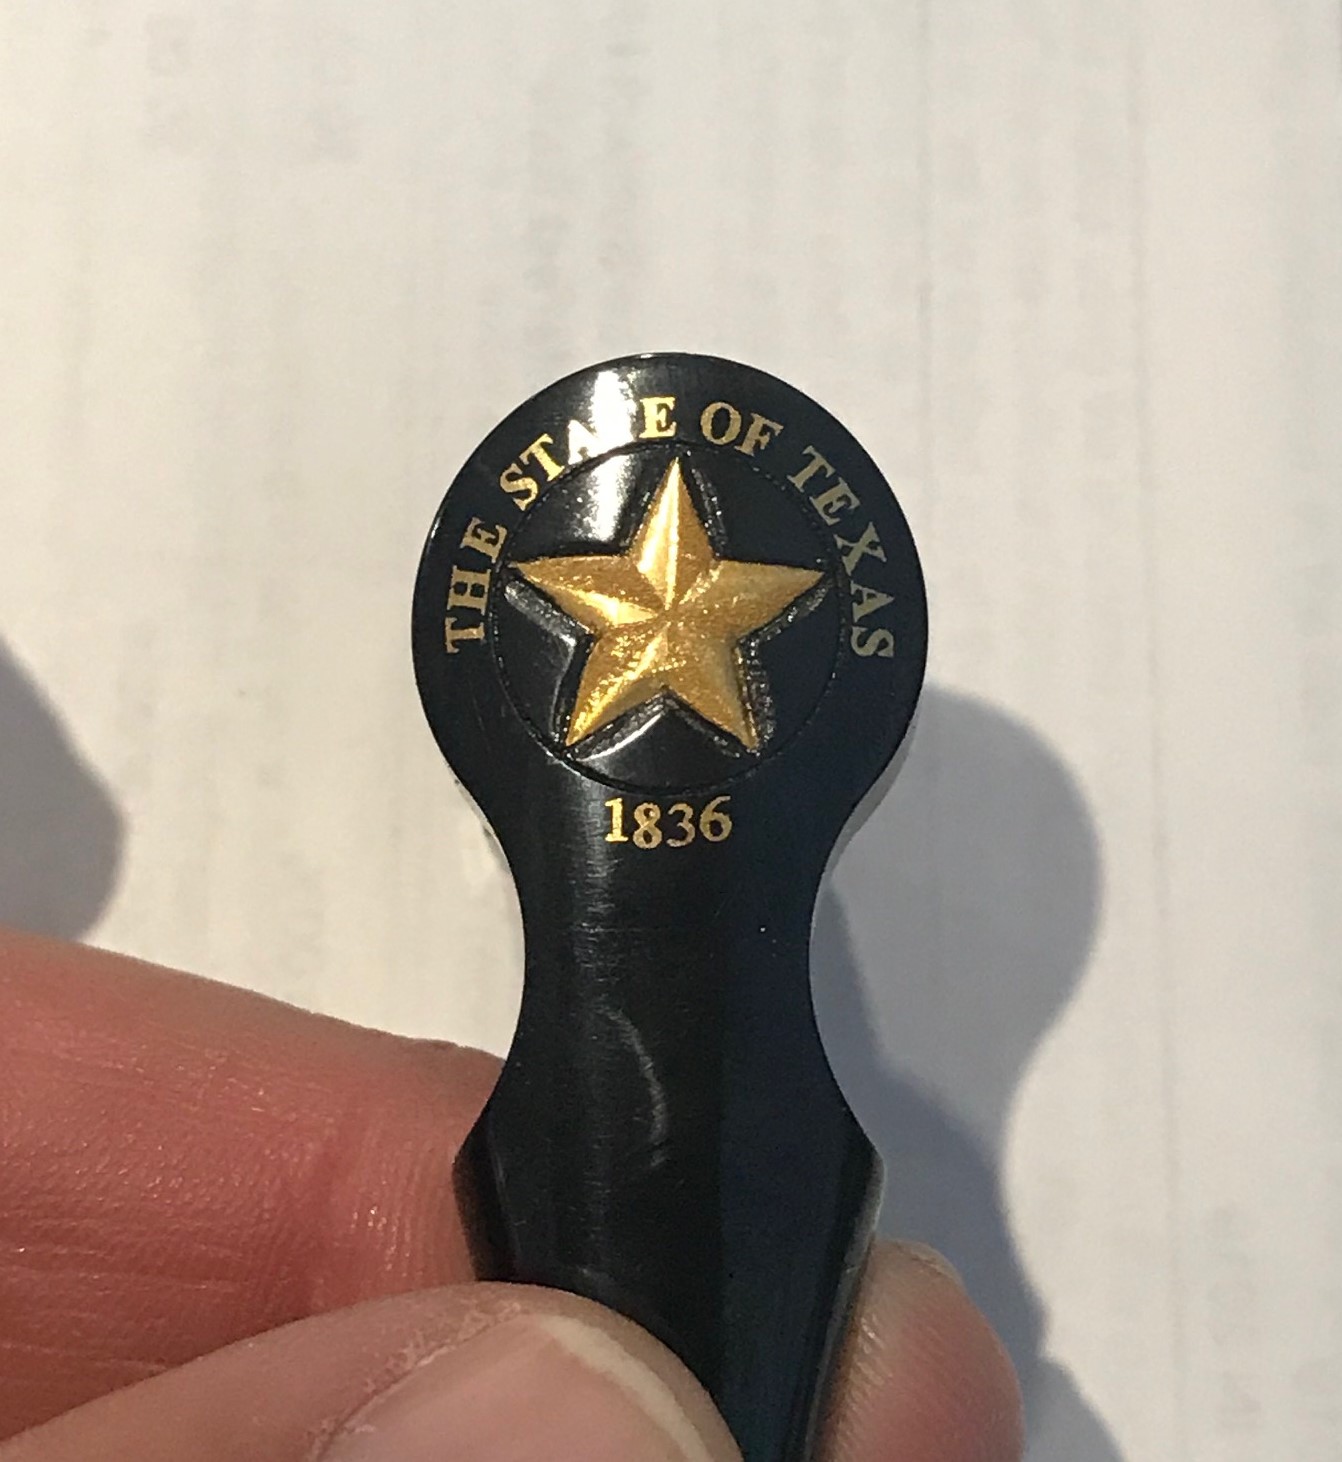 THE STATE OF TEXAS
1836